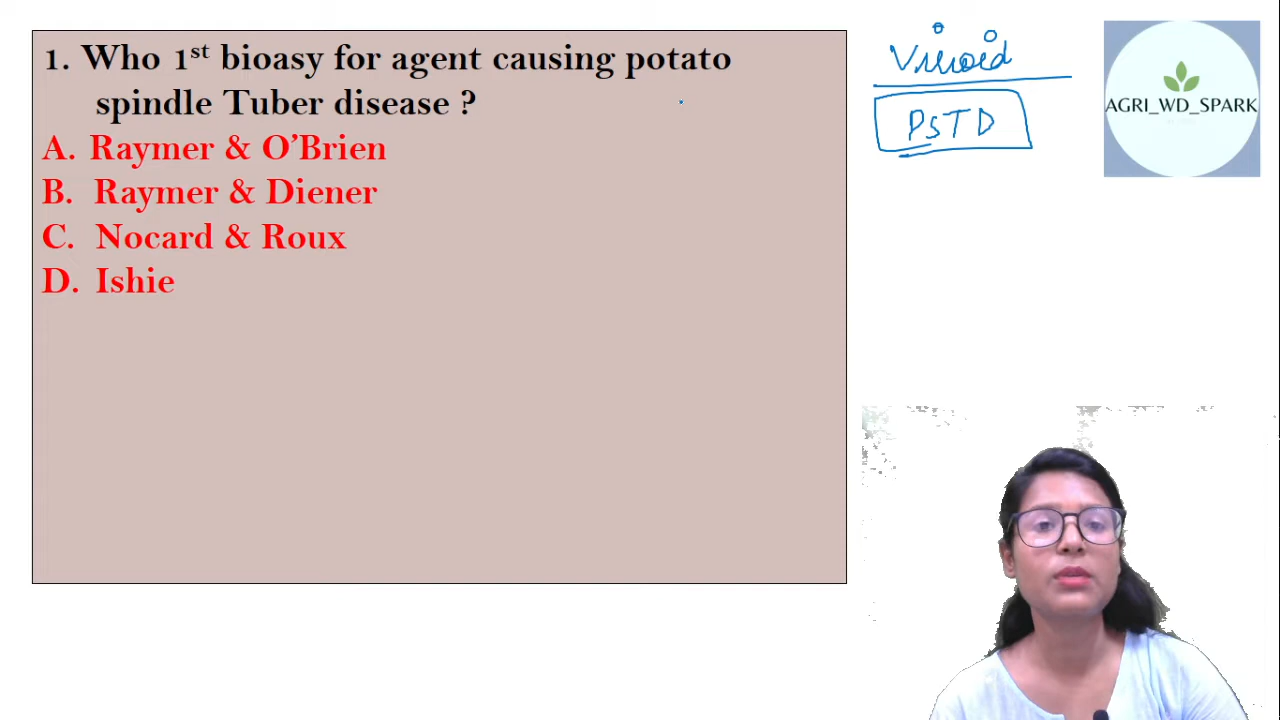 1. Who 1st bioasy for agent causing potato
spindle Tuber disease ?
A. Raymer & O’Brien
B. Raymer & Diener
C. Nocard & Roux
D. Ishie
Viroid
PSTD
AGRI_WD_SPARK